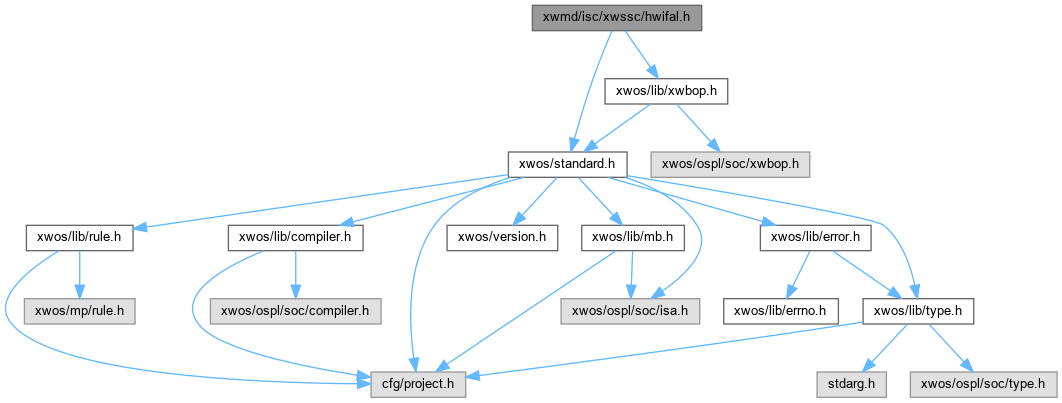 xwmd/isc/xwssc/hwifal.h
xwos/lib/xwbop.h
xwos/standard.h
xwos/ospl/soc/xwbop.h
xwos/lib/rule.h
xwos/lib/compiler.h
xwos/version.h
xwos/lib/mb.h
xwos/lib/error.h
xwos/mp/rule.h
xwos/ospl/soc/compiler.h
xwos/ospl/soc/isa.h
xwos/lib/errno.h
xwos/lib/type.h
cfg/project.h
stdarg.h
xwos/ospl/soc/type.h